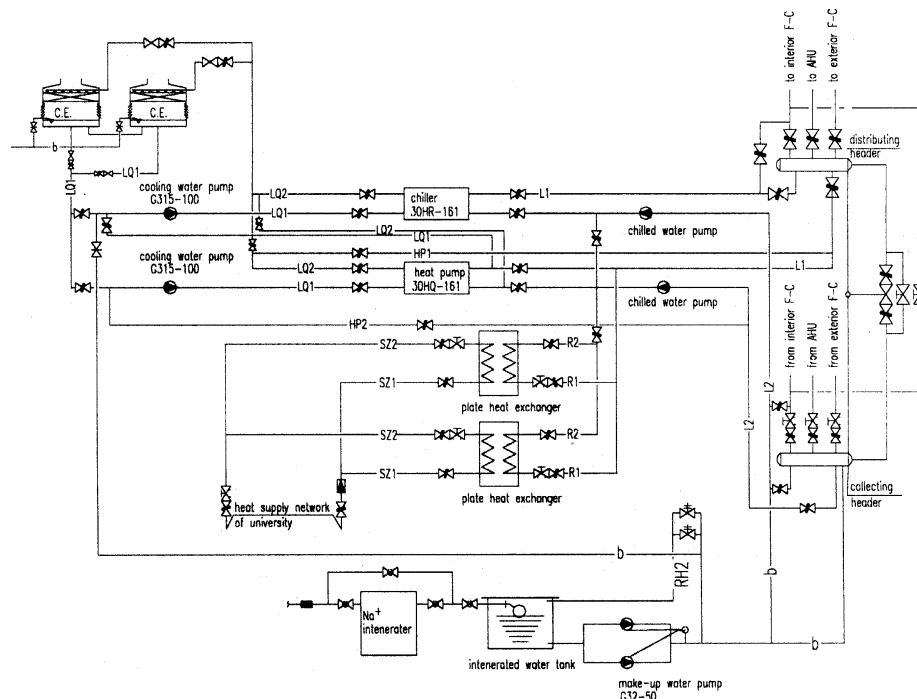 to interior F-C
to AHU
to exterior F-C
C.E.
C.E.
b
LQ1
LQ1
cooling water pump
G315-100
LQ2
LQ1
chiller
30HR-161
L1
distributing
header
chilled water pump
LQ2
LQ1
HP1
cooling water pump
G315-100
LQ2
LQ1
heat pump
30HQ-161
L1
chilled water pump
HP2
from interior F-C
from AHU
from exterior F-C
SZ2
R2
SZ1
R1
plate heat exchanger
L2
L2
SZ2
R2
SZ1
R1
plate heat exchanger
collecting
header
heat supply network
of university
b
RH2
b
Na+
intenerater
intenerated water tank
b
make-up water pump
G32-50